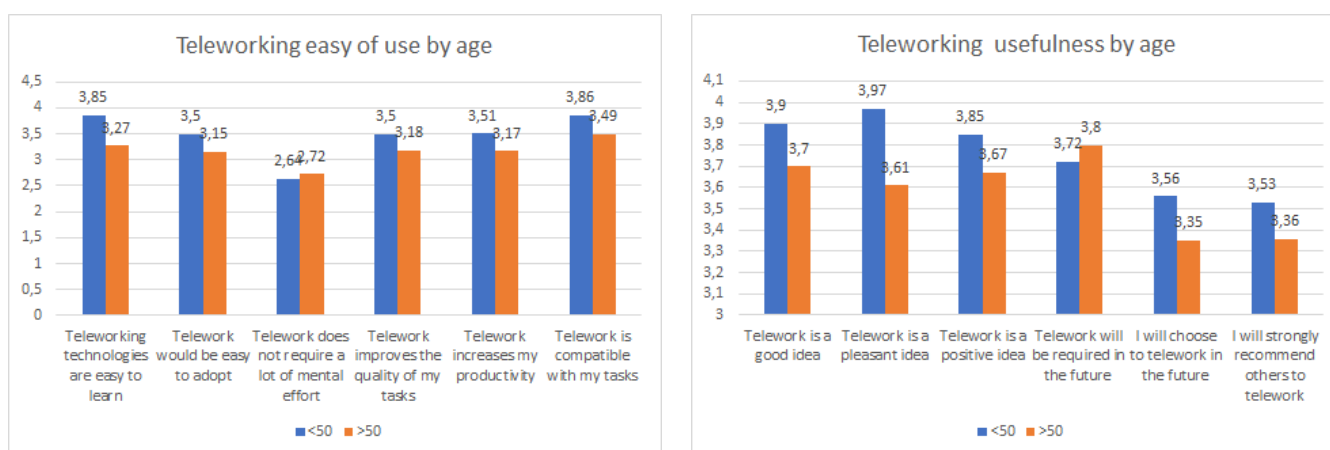 Teleworking easy of use by age
4,5
4
3,5
3
2,5
2
1,5
1
0,5
0
3,85
3,27
3,5
3,15
2,64
2,72
3,5
3,18
3,51
3,17
3,86
3,49
Teleworking
technologies
are easy to
learn
Telework
would be easy
to adopt
Telework does
not require a
lot of mental
effort
Telework
improves the
quality of my
tasks
Telework
increases my
productivity
Telework is
compatible
with my tasks
<50 >50
Teleworking usefulness by age
4,1
4
3,9
3,8
3,7
3,6
3,5
3,4
3,3
3,2
3,1
3
3,9
3,7
3,97
3,61
3,85
3,67
3,72
3,8
3,56
3,35
3,53
3,36
Telework is a
good idea
Telework is a
pleasant idea
Telework is a
positive idea
Telework will
be required in
the future
I will choose
to telework in
the future
I will strongly
recommend
others to
telework
<50 >50